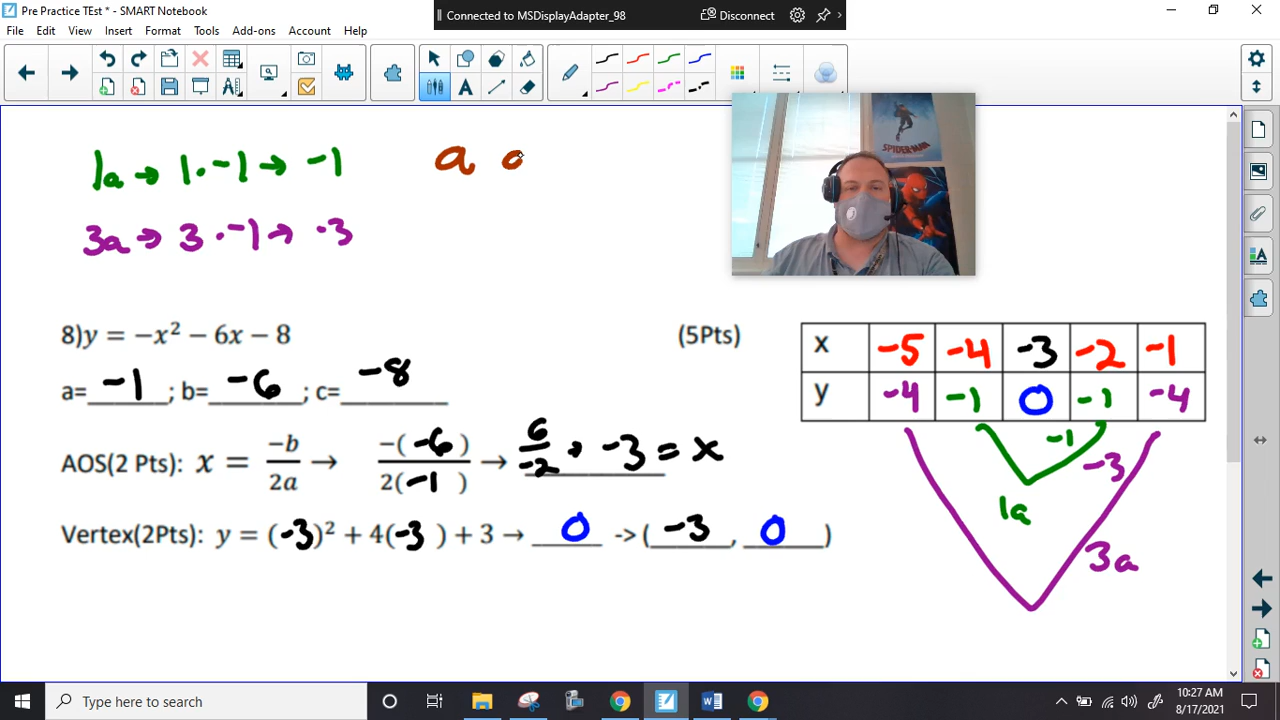 Pre Practice TEst * - SMART Notebook
Connected to MSDisplayAdapter_98
Disconnect
File Edit View Insert Format Tools Add-ons Account Help
SPIDER-MAN
1a → 1 · -1 → -1
a
3a → 3 · -1 → -3
8)y = −x² − 6x − 8
(5Pts)
x -5 -4 -3 -2 -1
y -4 -1 0 -1 -4
a= -1 ; b= -6 ; c= -8
AOS(2 Pts): x = −b/2a → −(-6)/2(-1) → 6/-2 → -3 = x
-1
-3
1a
Vertex(2Pts): y = (-3)² + 4(-3) + 3 → 0 -> (-3, 0)
3a
Type here to search
10:27 AM
8/17/2021